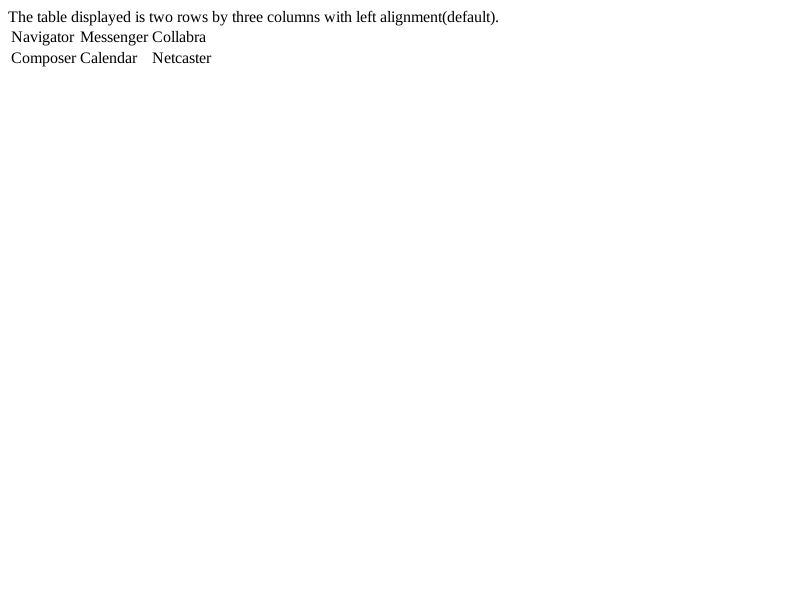 The table displayed is two rows by three columns with left alignment(default).
Navigator Messenger Collabra
Composer Calendar Netcaster